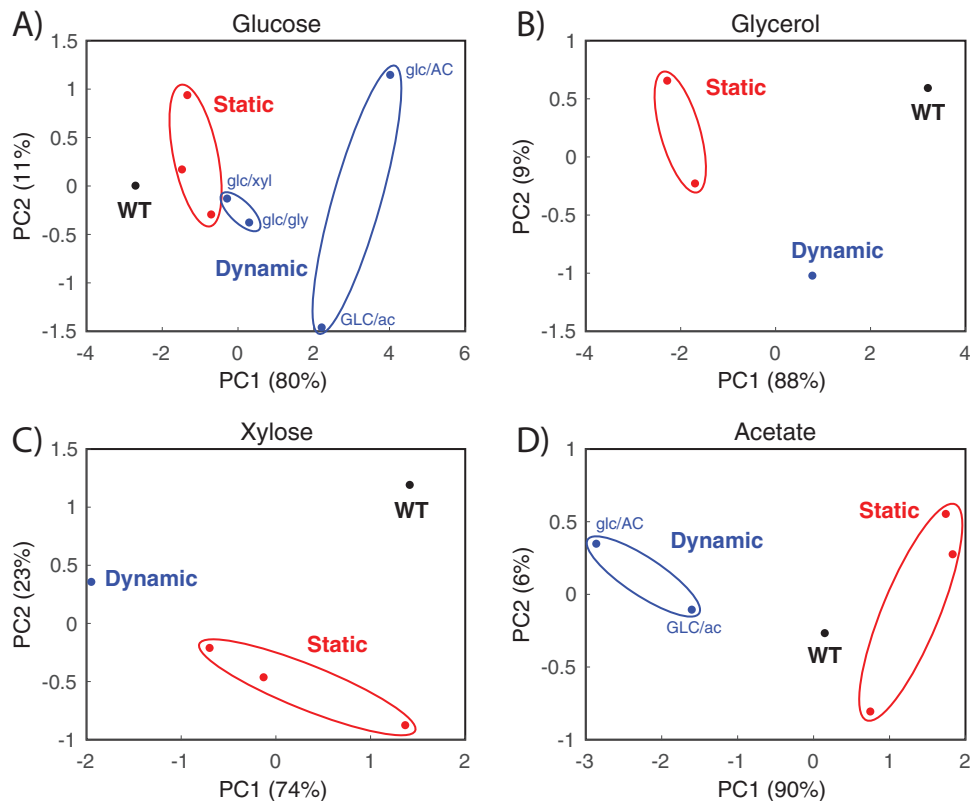 A)
Glucose
1.5
1
0.5
0
-0.5
-1
-1.5
PC2 (11%)
Static
WT
glc/xyl
glc/gly
Dynamic
glc/AC
GLC/ac
-4
-2
0
2
4
6
PC1 (80%)
B)
Glycerol
1
0.5
0
-0.5
-1
-1.5
PC2 (9%)
Static
WT
Dynamic
-4
-2
0
2
4
PC1 (88%)
C)
Xylose
1.5
1
0.5
0
-0.5
-1
PC2 (23%)
WT
Dynamic
Static
-2
-1
0
1
2
PC1 (74%)
D)
Acetate
1
0.5
0
-0.5
-1
PC2 (6%)
glc/AC
Dynamic
GLC/ac
Static
WT
-3
-2
-1
0
1
2
PC1 (90%)